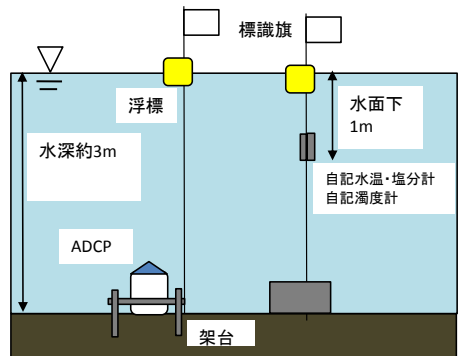 標識旗
浮標
水面下
1m
水深約3m
自記水温・塩分計
自記濁度計
ADCP
架台